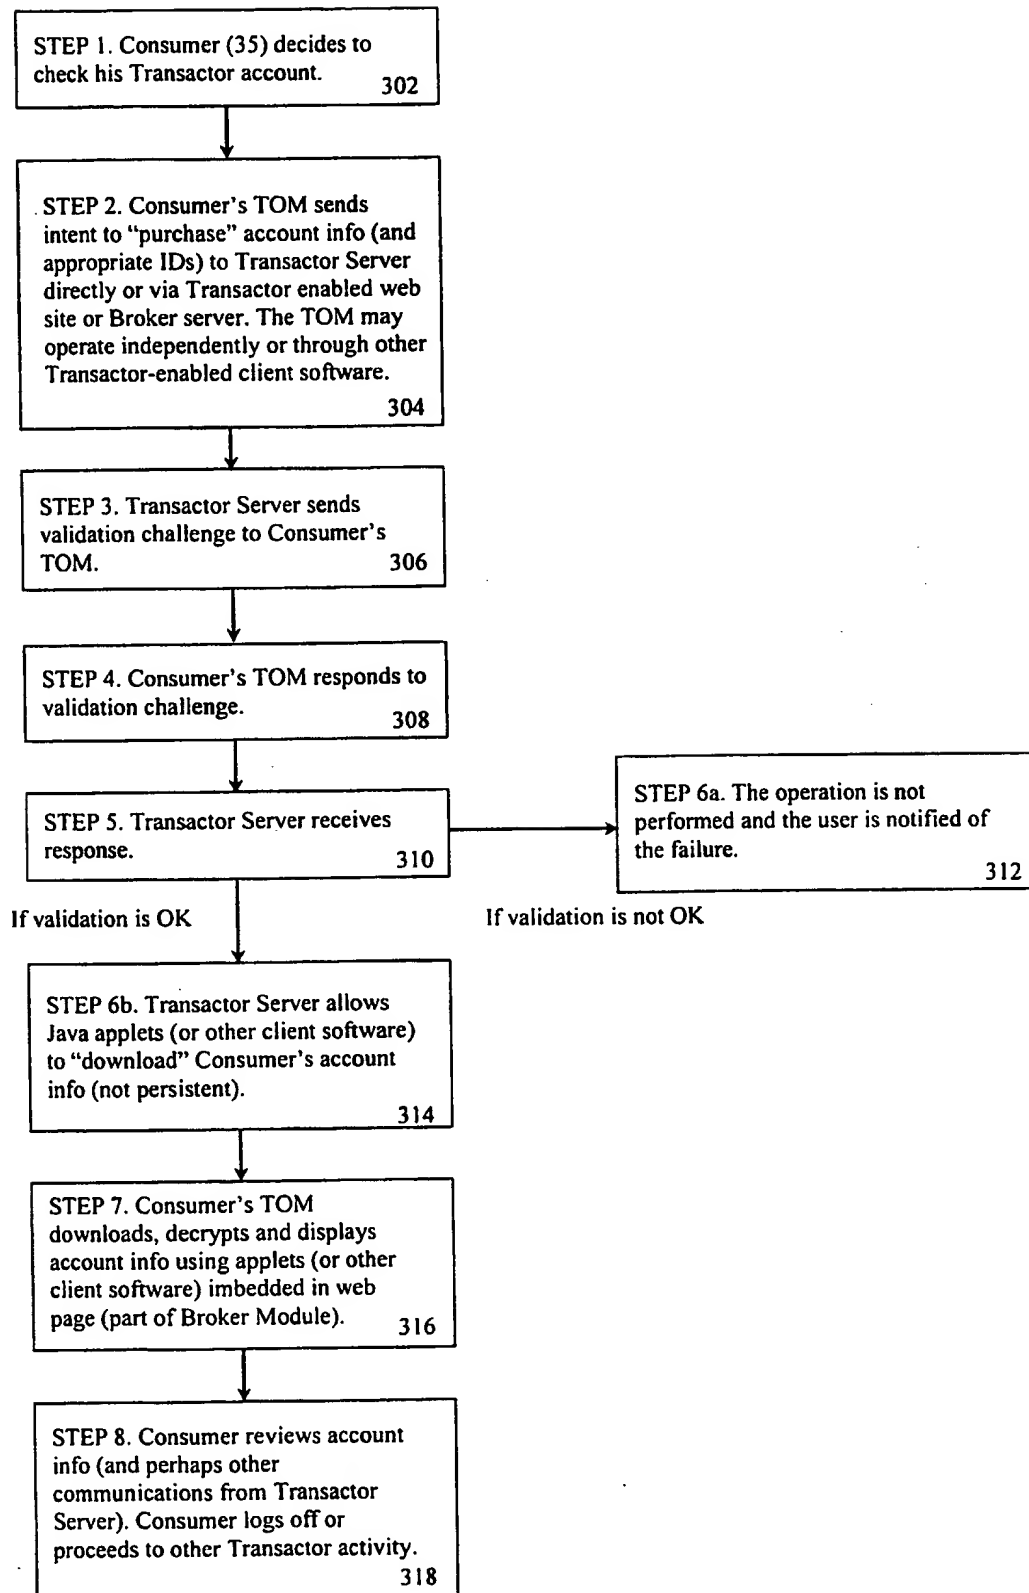 STEP 1. Consumer (35) decides to
check his Transactor account.
302
STEP 2. Consumer's TOM sends
intent to “purchase” account info (and
appropriate IDs) to Transactor Server
directly or via Transactor enabled web
site or Broker server. The TOM may
operate independently or through other
Transactor-enabled client software.
304
STEP 3. Transactor Server sends
validation challenge to Consumer's
TOM.
306
STEP 4. Consumer's TOM responds to
validation challenge.
308
STEP 5. Transactor Server receives
response.
310
STEP 6a. The operation is not
performed and the user is notified of
the failure.
312
If validation is OK
If validation is not OK
STEP 6b. Transactor Server allows
Java applets (or other client software)
to “download” Consumer's account
info (not persistent).
314
STEP 7. Consumer's TOM
downloads, decrypts and displays
account info using applets (or other
client software) imbedded in web
page (part of Broker Module).
316
STEP 8. Consumer reviews account
info (and perhaps other
communications from Transactor
Server). Consumer logs off or
proceeds to other Transactor activity.
318